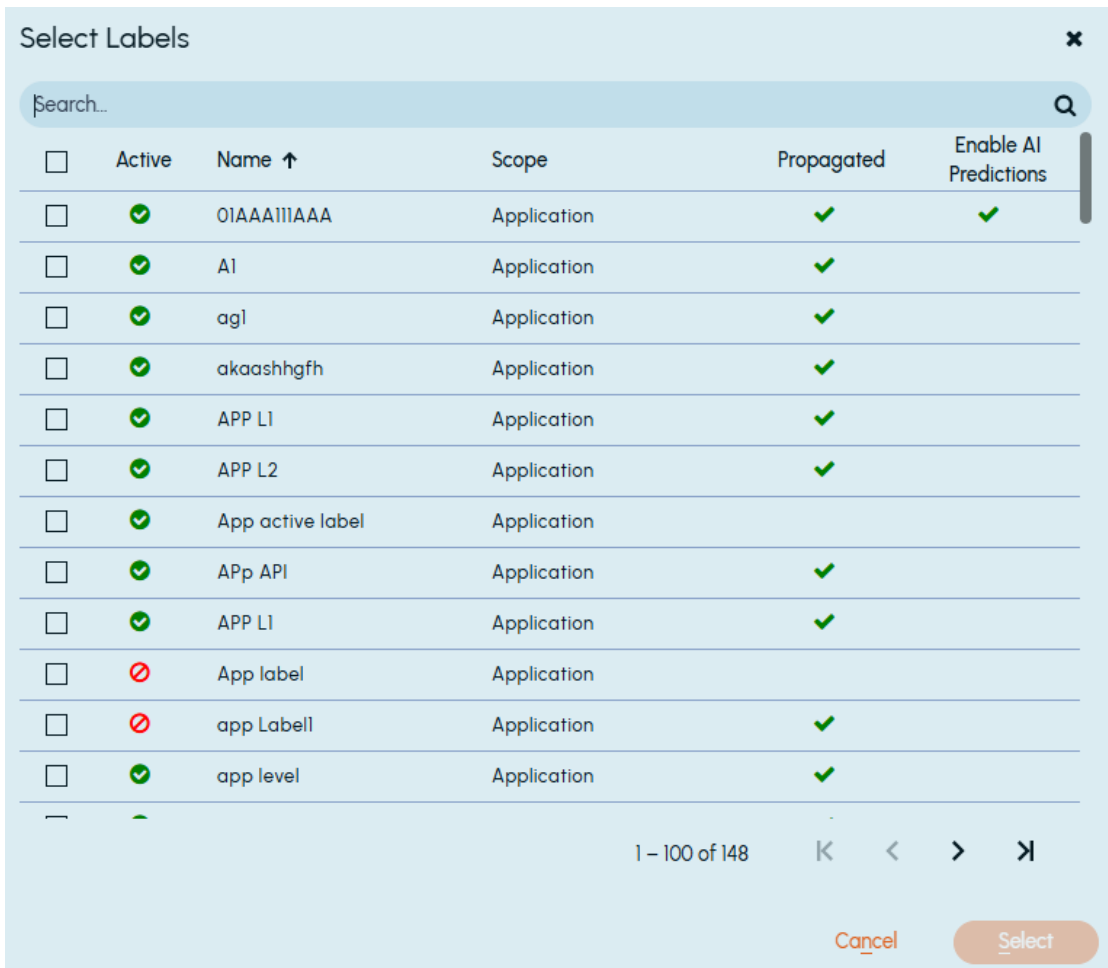 Select Labels
Search...
Active Name ↑ Scope Propagated Enable AI Predictions
01AAA111AAA Application
A1 Application
ag1 Application
akaashhgfh Application
APP L1 Application
APP L2 Application
App active label Application
APp API Application
APP L1 Application
App label Application
app Label1 Application
app level Application
1 – 100 of 148
Cancel Select